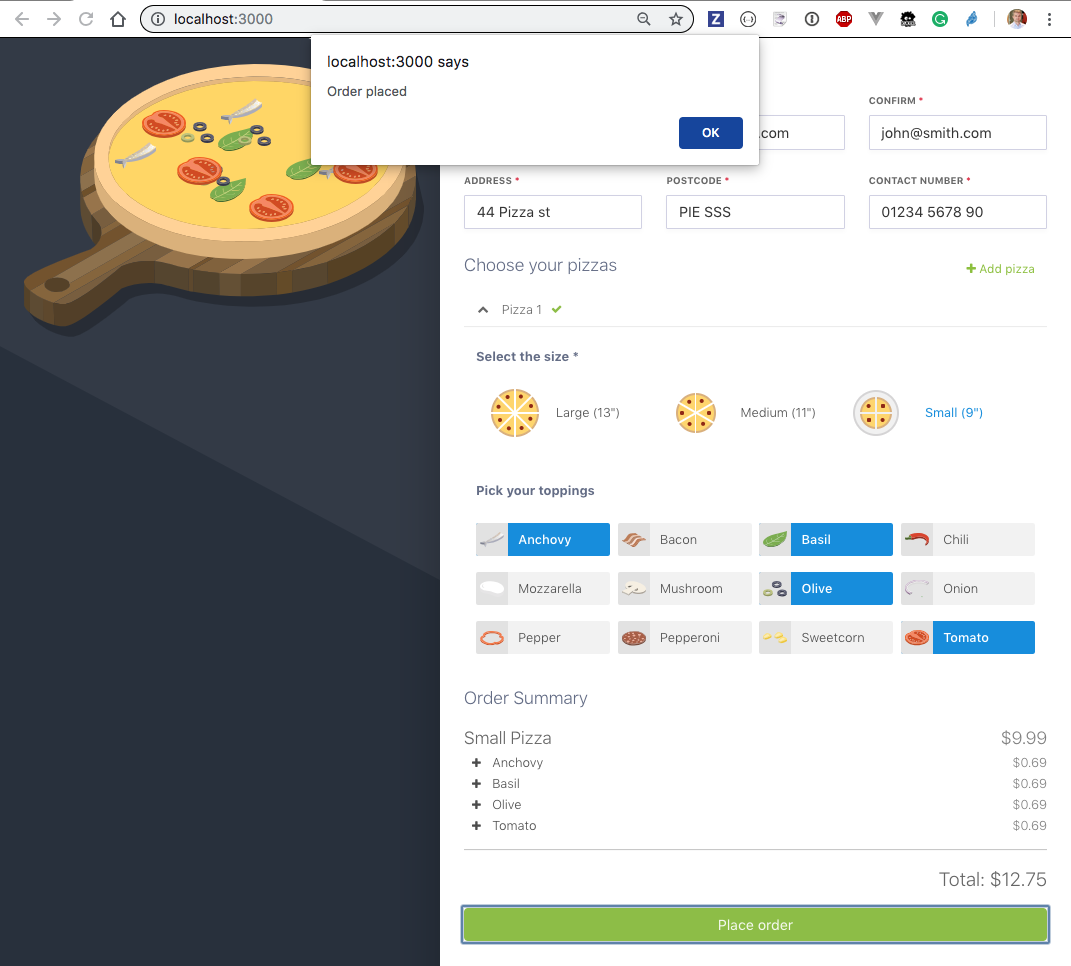 localhost:3000
Z
ABP
localhost:3000 says
Order placed
OK
CONFIRM *
.com
john@smith.com
ADDRESS *
POSTCODE *
CONTACT NUMBER *
44 Pizza st
PIE SSS
01234 5678 90
Choose your pizzas
Add pizza
Pizza 1
Select the size *
Large (13")
Medium (11")
Small (9")
Pick your toppings
Anchovy
Bacon
Basil
Chili
Mozzarella
Mushroom
Olive
Onion
Pepper
Pepperoni
Sweetcorn
Tomato
Order Summary
Small Pizza
$9.99
Anchovy
$0.69
Basil
$0.69
Olive
$0.69
Tomato
$0.69
Total: $12.75
Place order